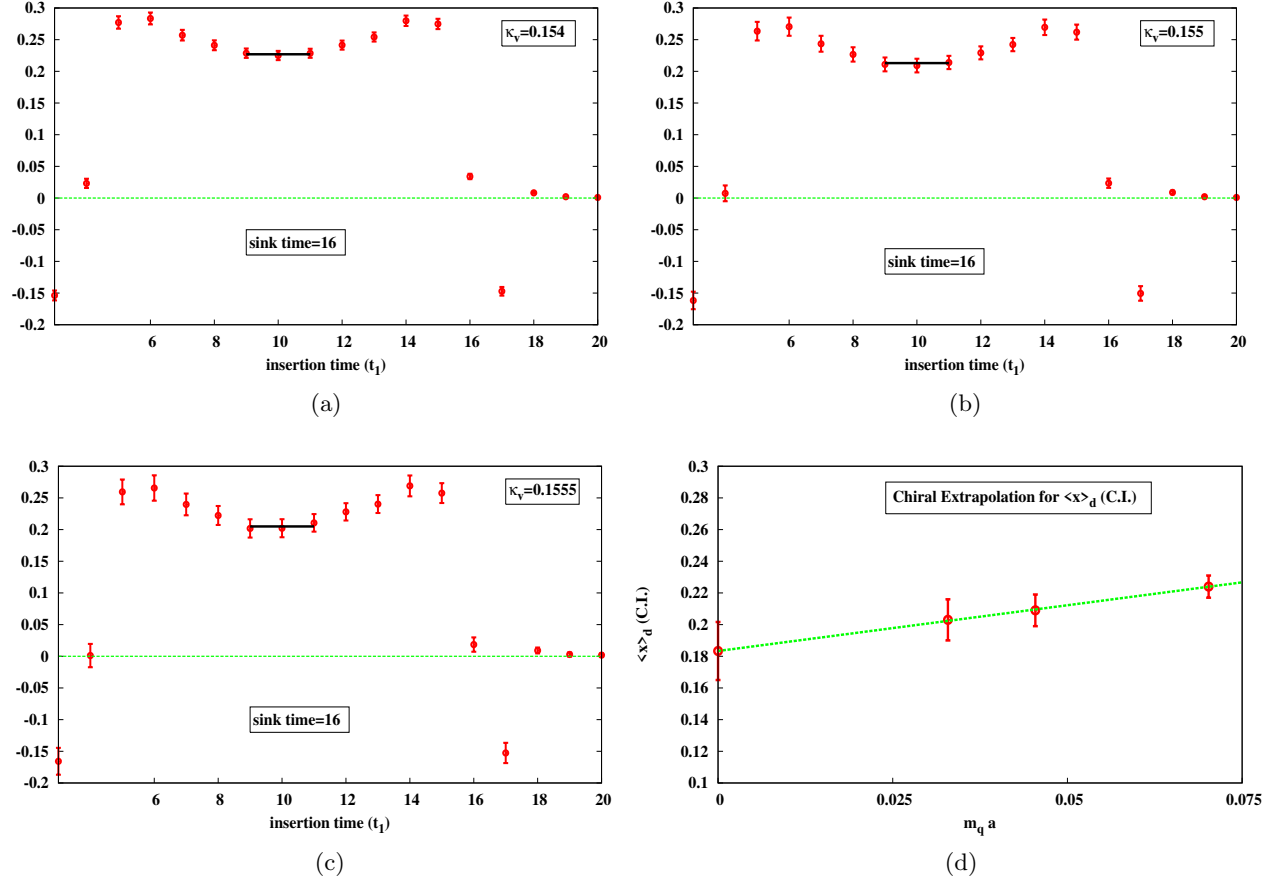 0.3
0.25
0.2
0.15
0.1
0.05
0
-0.05
-0.1
-0.15
-0.2
κv=0.154
sink time=16
6 8 10 12 14 16 18 20
insertion time (t1)
(a)
0.3
0.25
0.2
0.15
0.1
0.05
0
-0.05
-0.1
-0.15
-0.2
κv=0.155
sink time=16
6 8 10 12 14 16 18 20
insertion time (t1)
(b)
0.3
0.25
0.2
0.15
0.1
0.05
0
-0.05
-0.1
-0.15
-0.2
κv=0.1555
sink time=16
6 8 10 12 14 16 18 20
insertion time (t1)
(c)
<x>d (C.I.)
0.3
0.28
0.26
0.24
0.22
0.2
0.18
0.16
0.14
0.12
0.1
Chiral Extrapolation for <x>d (C.I.)
0 0.025 0.05 0.075
mq a
(d)